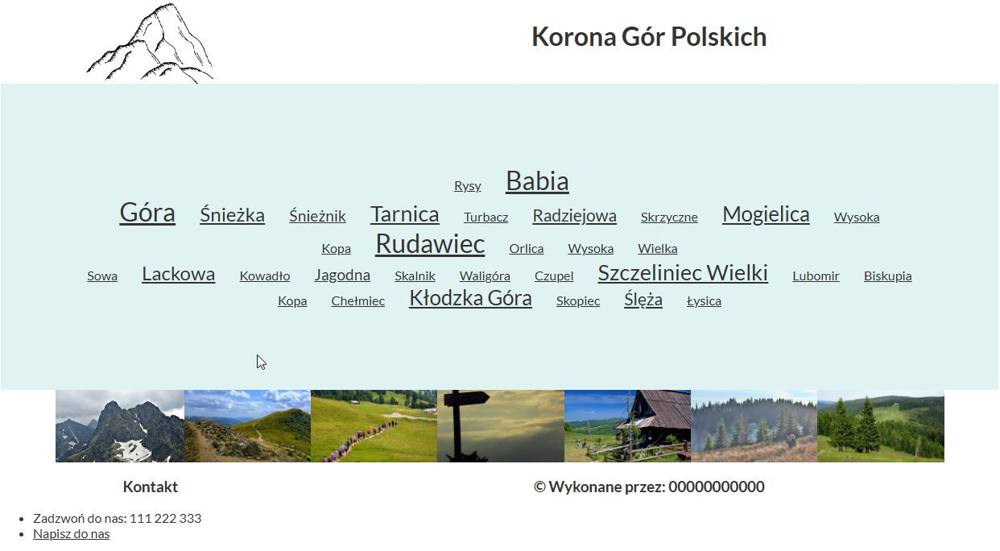 Korona Gór Polskich
Rysy Babia
Góra Śnieżka Śnieżnik Tarnica Turbacz Radziejowa Skrzyczne Mogielica Wysoka
Kopa Rudawiec Orlica Wysoka Wielka
Sowa Lackowa Kowadło Jagodna Skalnik Waligóra Czupel Szczeliniec Wielki Lubomir Biskupia
Kopa Chełmiec Kłodzka Góra Skopiec Ślęża Łysica
Kontakt
© Wykonane przez: 00000000000
Zadzwoń do nas: 111 222 333
Napisz do nas